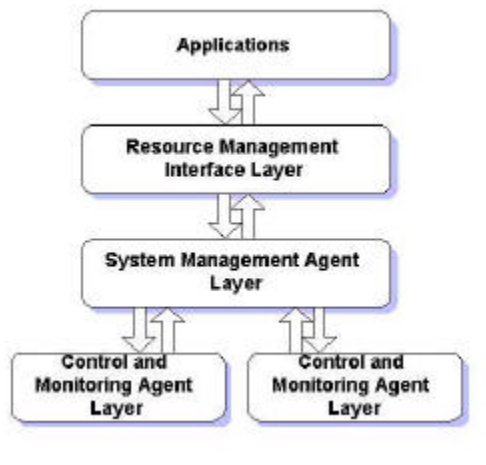 Applications
Resource Management
Interface Layer
System Management Agent
Layer
Control and
Monitoring Agent
Layer
Control and
Monitoring Agent
Layer